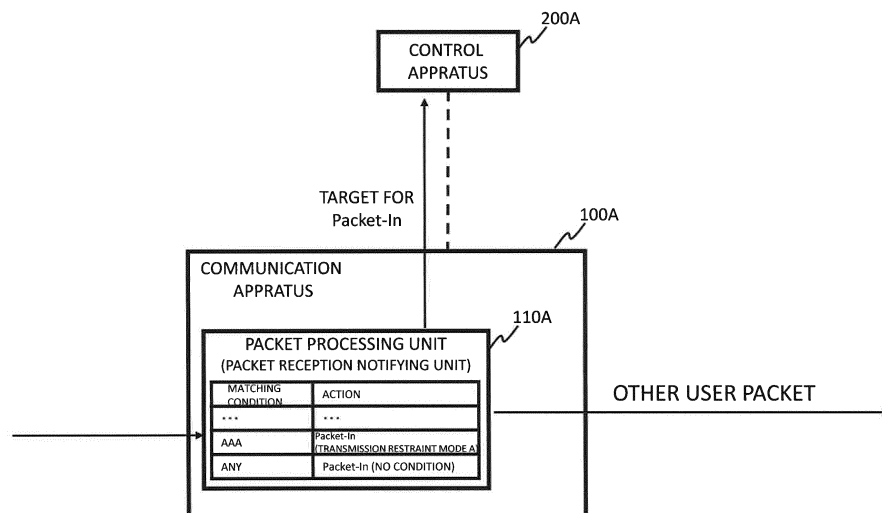 200A
CONTROL
APPRATUS
TARGET FOR
Packet-In
100A
COMMUNICATION
APPRATUS
110A
PACKET PROCESSING UNIT
(PACKET RECEPTION NOTIFYING UNIT)
MATCHING
CONDITION
ACTION
...
...
AAA
Packet-In
(TRANSMISSION RESTRAINT MODE A)
ANY
Packet-In (NO CONDITION)
OTHER USER PACKET